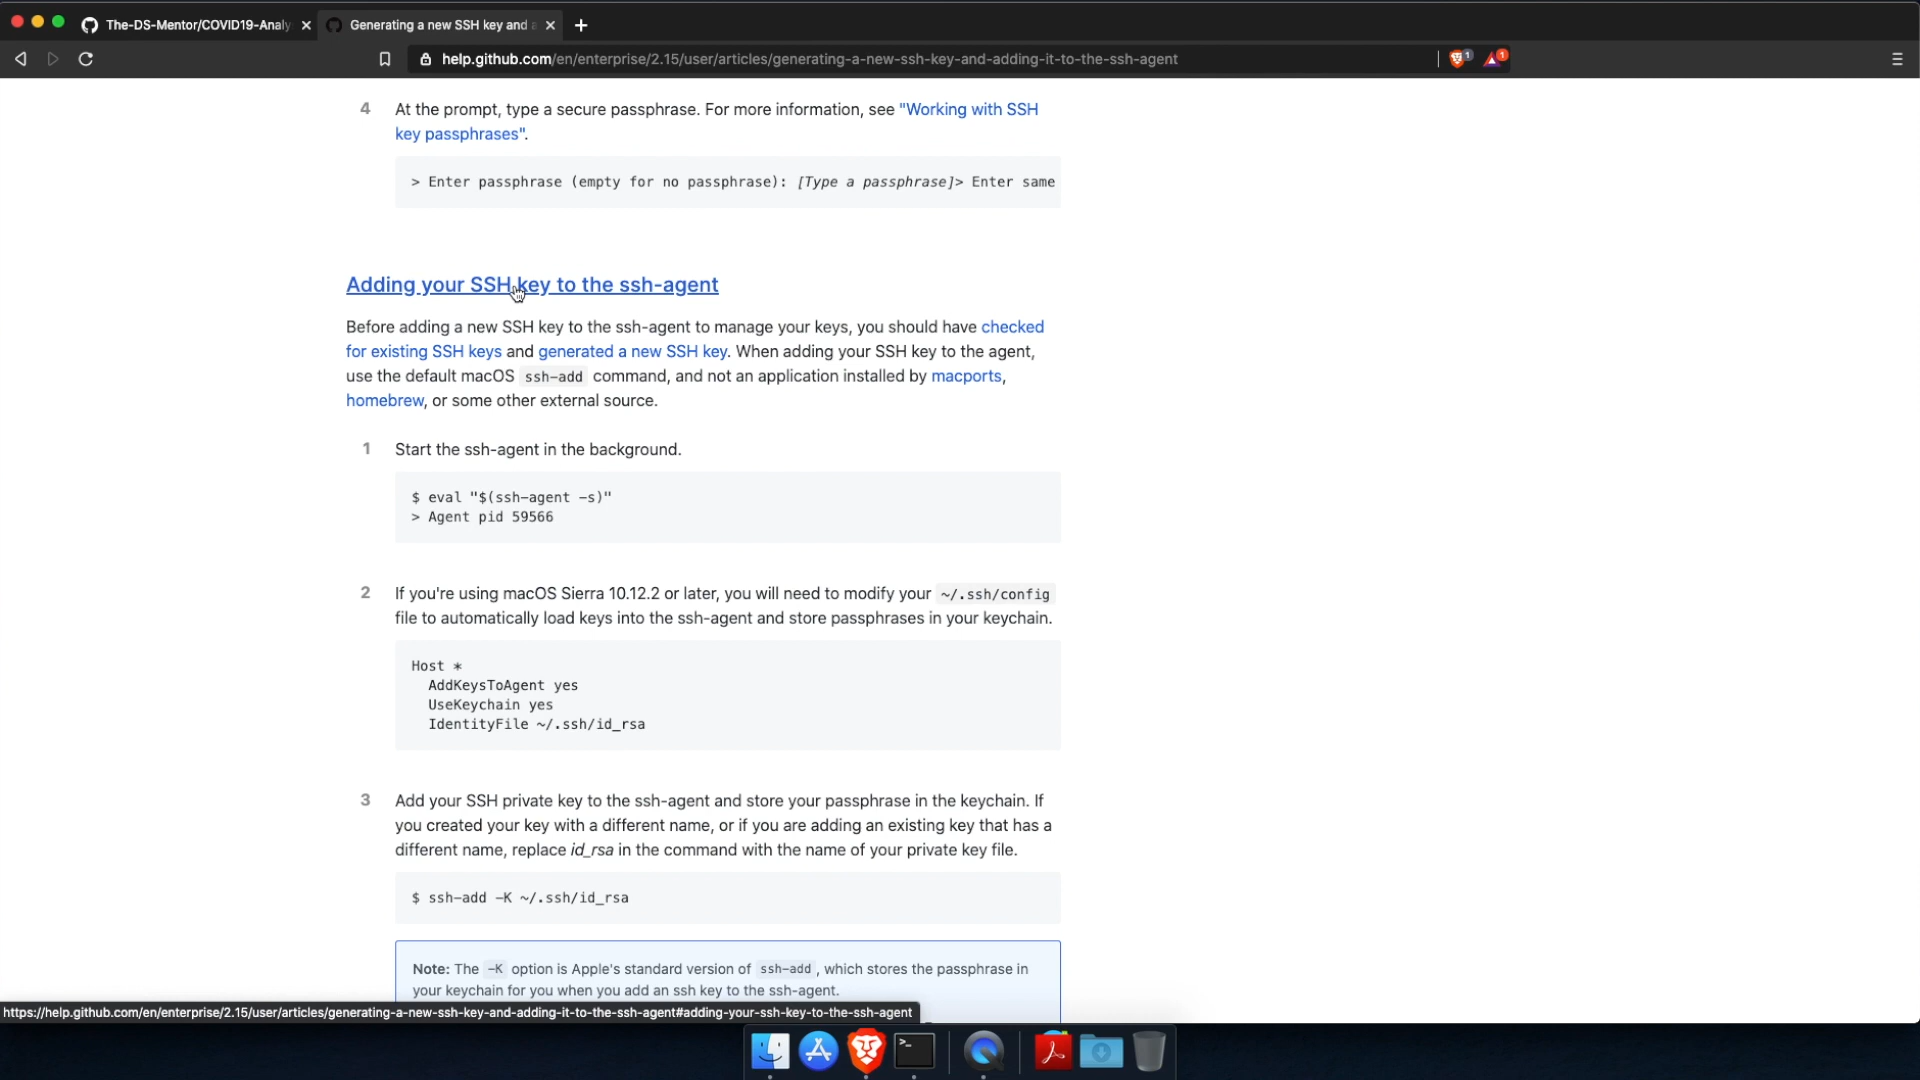 The-DS-Mentor/COVID19-Analy
Generating a new SSH key and a
help.github.com/en/enterprise/2.15/user/articles/generating-a-new-ssh-key-and-adding-it-to-the-ssh-agent
1
1
4 At the prompt, type a secure passphrase. For more information, see "Working with SSH
key passphrases".
> Enter passphrase (empty for no passphrase): [Type a passphrase]> Enter same
Adding your SSH key to the ssh-agent
Before adding a new SSH key to the ssh-agent to manage your keys, you should have checked
for existing SSH keys and generated a new SSH key. When adding your SSH key to the agent,
use the default macOS ssh-add command, and not an application installed by macports,
homebrew, or some other external source.
1 Start the ssh-agent in the background.
$ eval "$(ssh-agent -s)"
> Agent pid 59566
2 If you're using macOS Sierra 10.12.2 or later, you will need to modify your ~/.ssh/config
file to automatically load keys into the ssh-agent and store passphrases in your keychain.
Host *
AddKeysToAgent yes
UseKeychain yes
IdentityFile ~/.ssh/id_rsa
3 Add your SSH private key to the ssh-agent and store your passphrase in the keychain. If
you created your key with a different name, or if you are adding an existing key that has a
different name, replace id_rsa in the command with the name of your private key file.
$ ssh-add -K ~/.ssh/id_rsa
Note: The -K option is Apple's standard version of ssh-add, which stores the passphrase in
your keychain for you when you add an ssh key to the ssh-agent.
https://help.github.com/en/enterprise/2.15/user/articles/generating-a-new-ssh-key-and-adding-it-to-the-ssh-agent#adding-your-ssh-key-to-the-ssh-agent